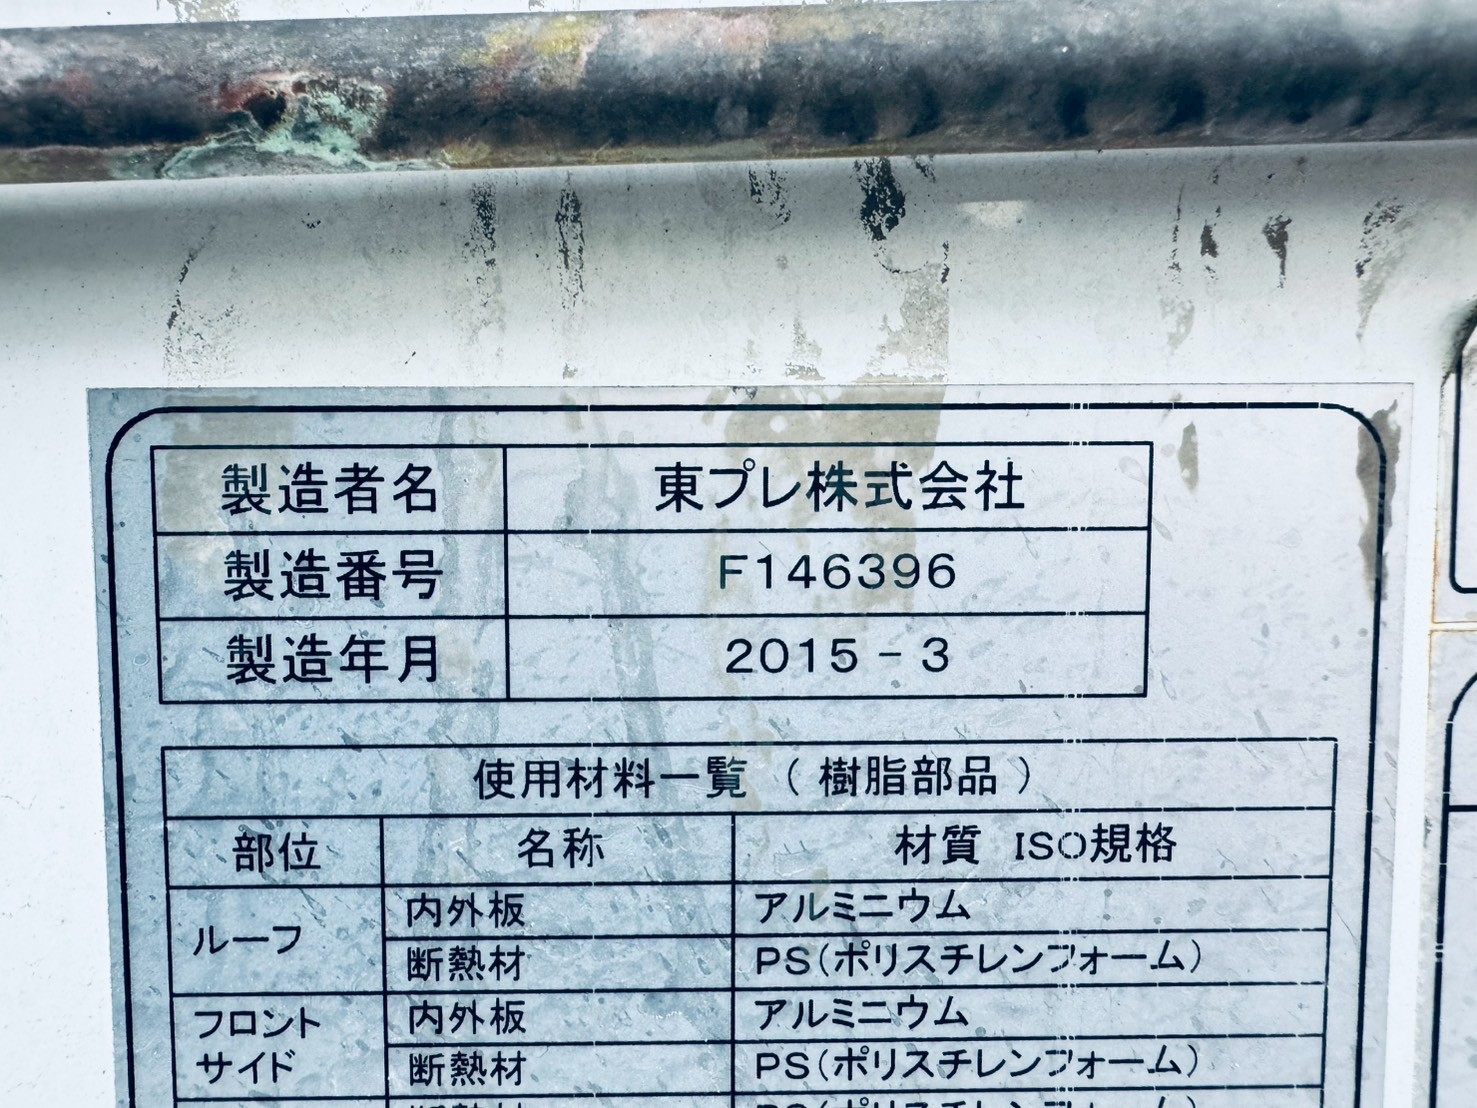 製造者名 東プレ株式会社
製造番号 F146396
製造年月 2015-3
使用材料一覧 (樹脂部品)
部位 名称 材質 ISO規格
ルーフ 内外板 アルミニウム
断熱材 PS(ポリスチレンフォーム)
フロント 内外板 アルミニウム
サイド 断熱材 PS(ポリスチレンフォーム)